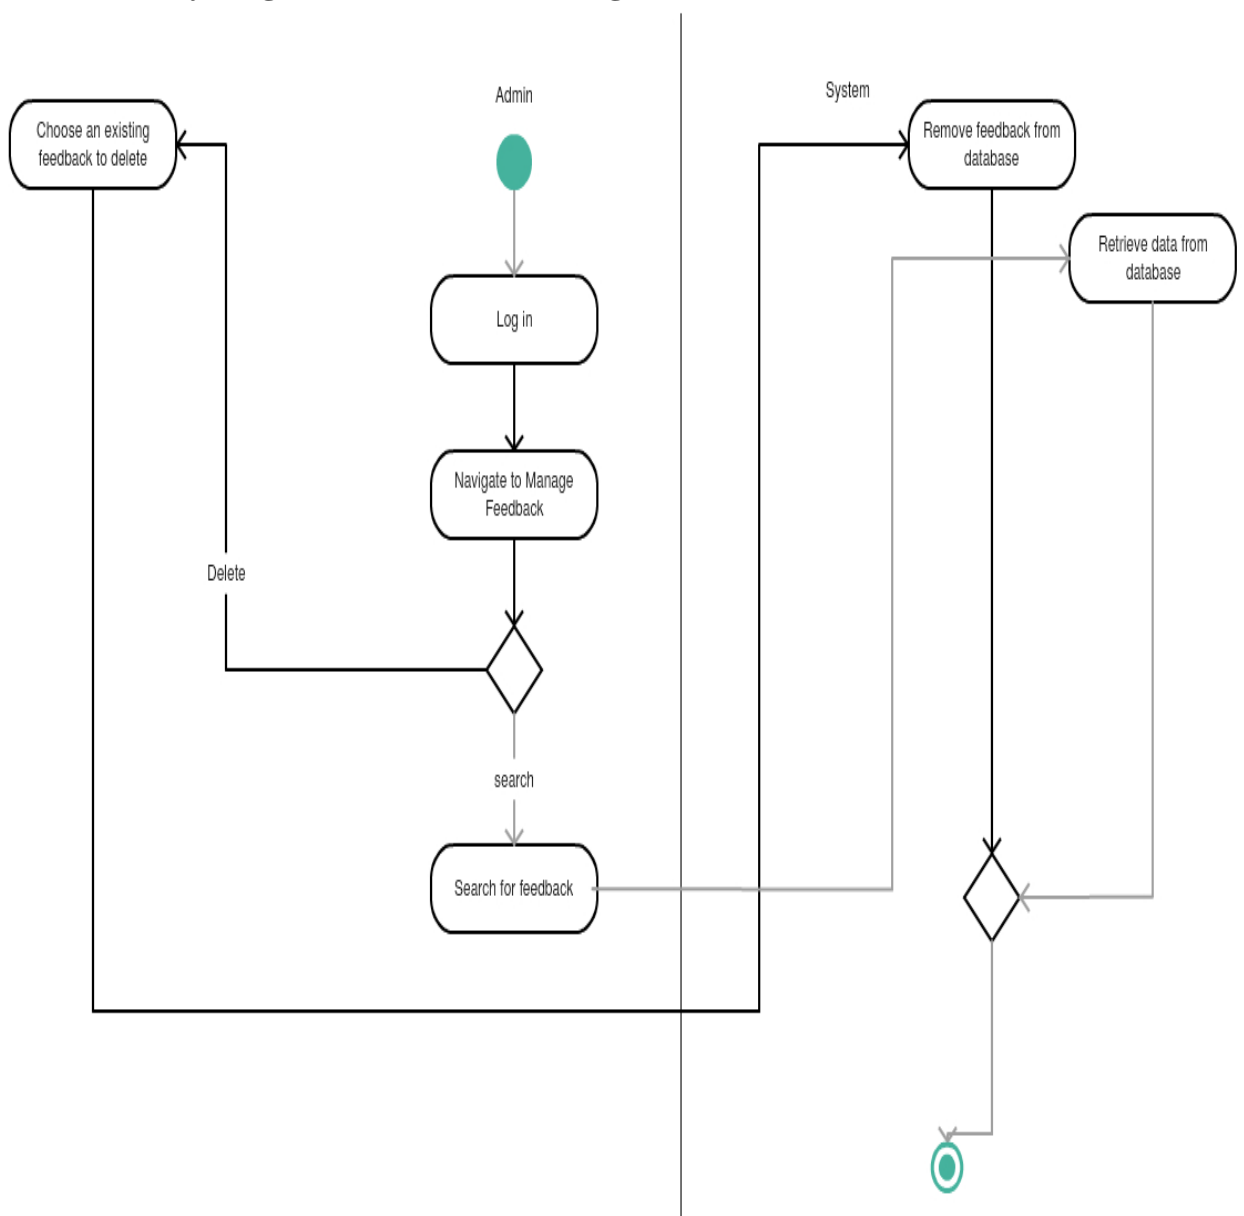 Admin
System
Choose an existing
feedback to delete
Remove feedback from
database
Retrieve data from
database
Log in
Navigate to Manage
Feedback
Delete
search
Search for feedback